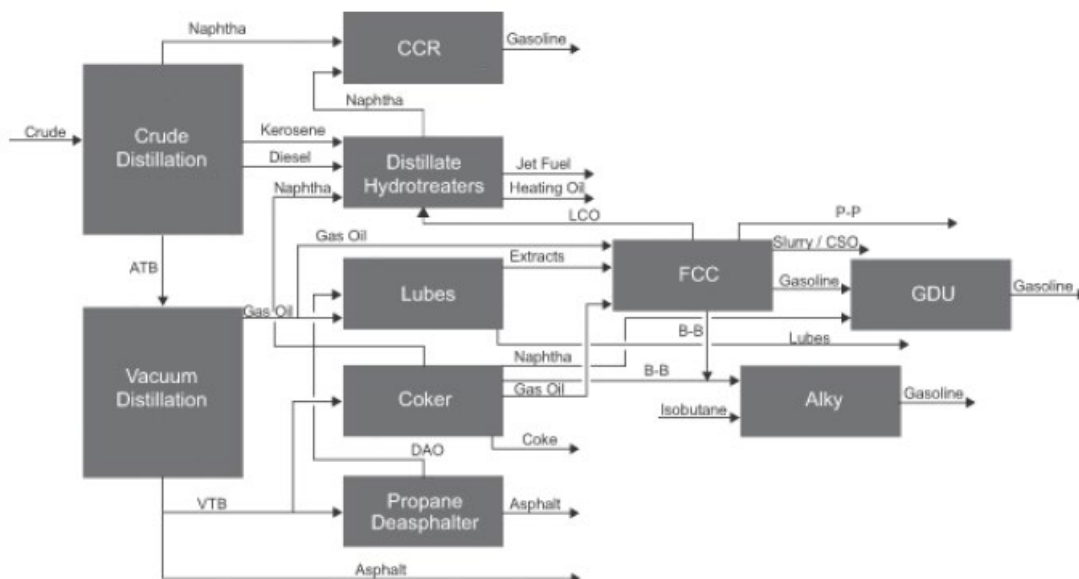 Naphtha
CCR
Gasoline
Naphtha
Crude
Crude
Distillation
Kerosene
Diesel
Naphtha
Distillate
Hydrotreaters
Jet Fuel
Heating Oil
LCO
P-P
ATB
Gas Oil
Extracts
FCC
Slurry / CSO
Gasoline
GDU
Gasoline
Lubes
Gas Oil
B-B
Lubes
Vacuum
Distillation
Coker
Naphtha
B-B
Gas Oil
Coke
Isobutane
Alky
Gasoline
DAO
VTB
Propane
Deasphalter
Asphalt
Asphalt